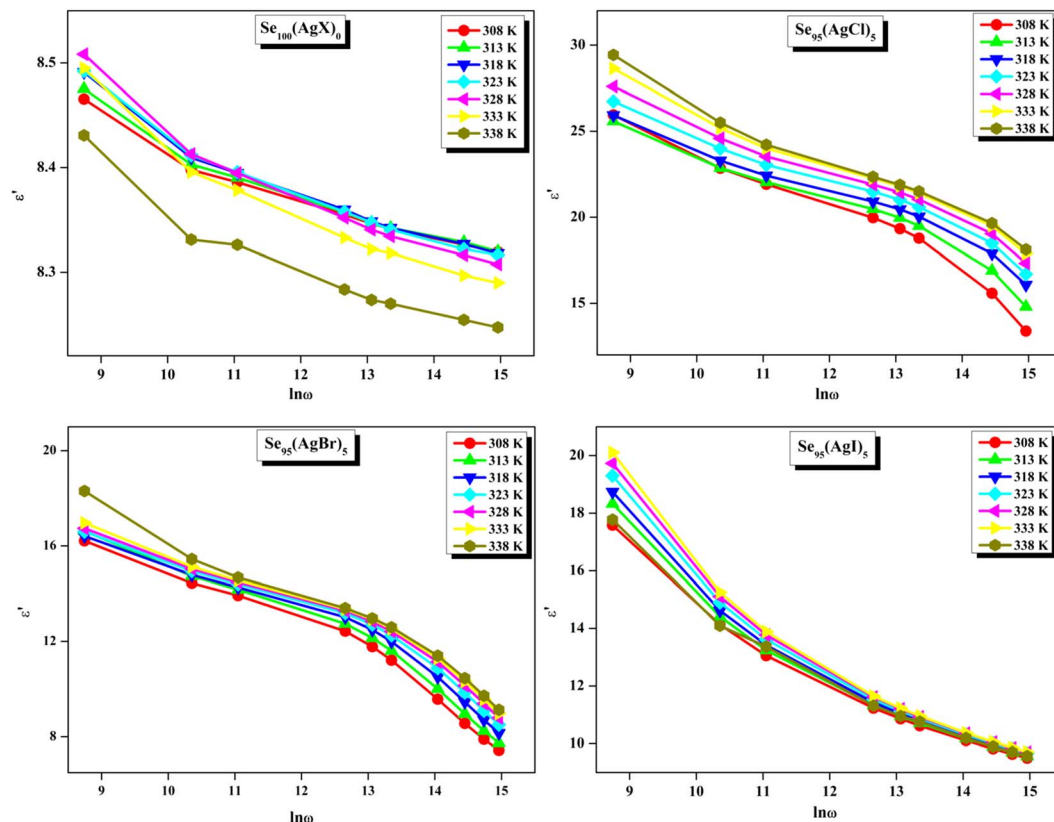 Se₁₀₀(AgX)₀
308 K
313 K
318 K
323 K
328 K
333 K
338 K
8.5
8.4
8.3
ε'
9 10 11 12 13 14 15
lnω
Se₉₅(AgCl)₅
308 K
313 K
318 K
323 K
328 K
333 K
338 K
30
25
20
15
ε'
9 10 11 12 13 14 15
lnω
Se₉₅(AgBr)₅
308 K
313 K
318 K
323 K
328 K
333 K
338 K
20
16
12
8
ε'
9 10 11 12 13 14 15
lnω
Se₉₅(AgI)₅
308 K
313 K
318 K
323 K
328 K
333 K
338 K
20
18
16
14
12
10
ε'
9 10 11 12 13 14 15
lnω